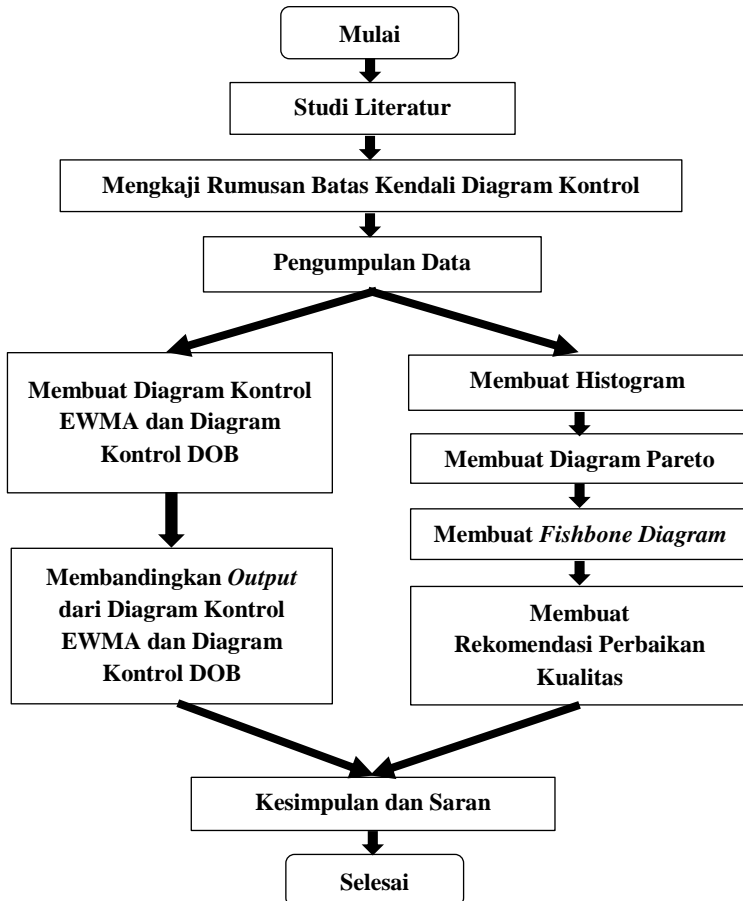 Mulai
Studi Literatur
Mengkaji Rumusan Batas Kendali Diagram Kontrol
Pengumpulan Data
Membuat Diagram Kontrol
EWMA dan Diagram
Kontrol DOB
Membandingkan Output
dari Diagram Kontrol
EWMA dan Diagram
Kontrol DOB
Membuat Histogram
Membuat Diagram Pareto
Membuat Fishbone Diagram
Membuat
Rekomendasi Perbaikan
Kualitas
Kesimpulan dan Saran
Selesai